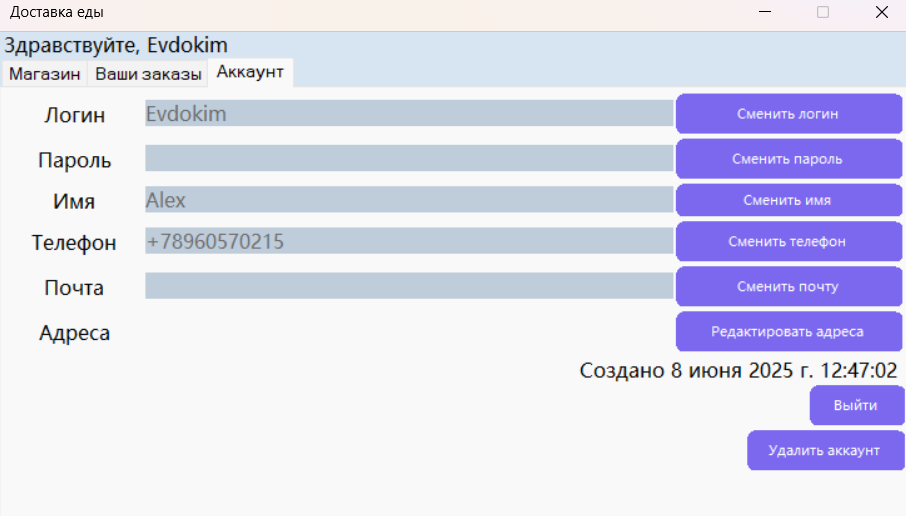 Доставка еды
Здравствуйте, Evdokim
Магазин Ваши заказы Аккаунт
Логин Evdokim Сменить логин
Пароль Сменить пароль
Имя Alex Сменить имя
Телефон +78960570215 Сменить телефон
Почта Сменить почту
Адреса Редактировать адреса
Создано 8 июня 2025 г. 12:47:02
Выйти
Удалить аккаунт